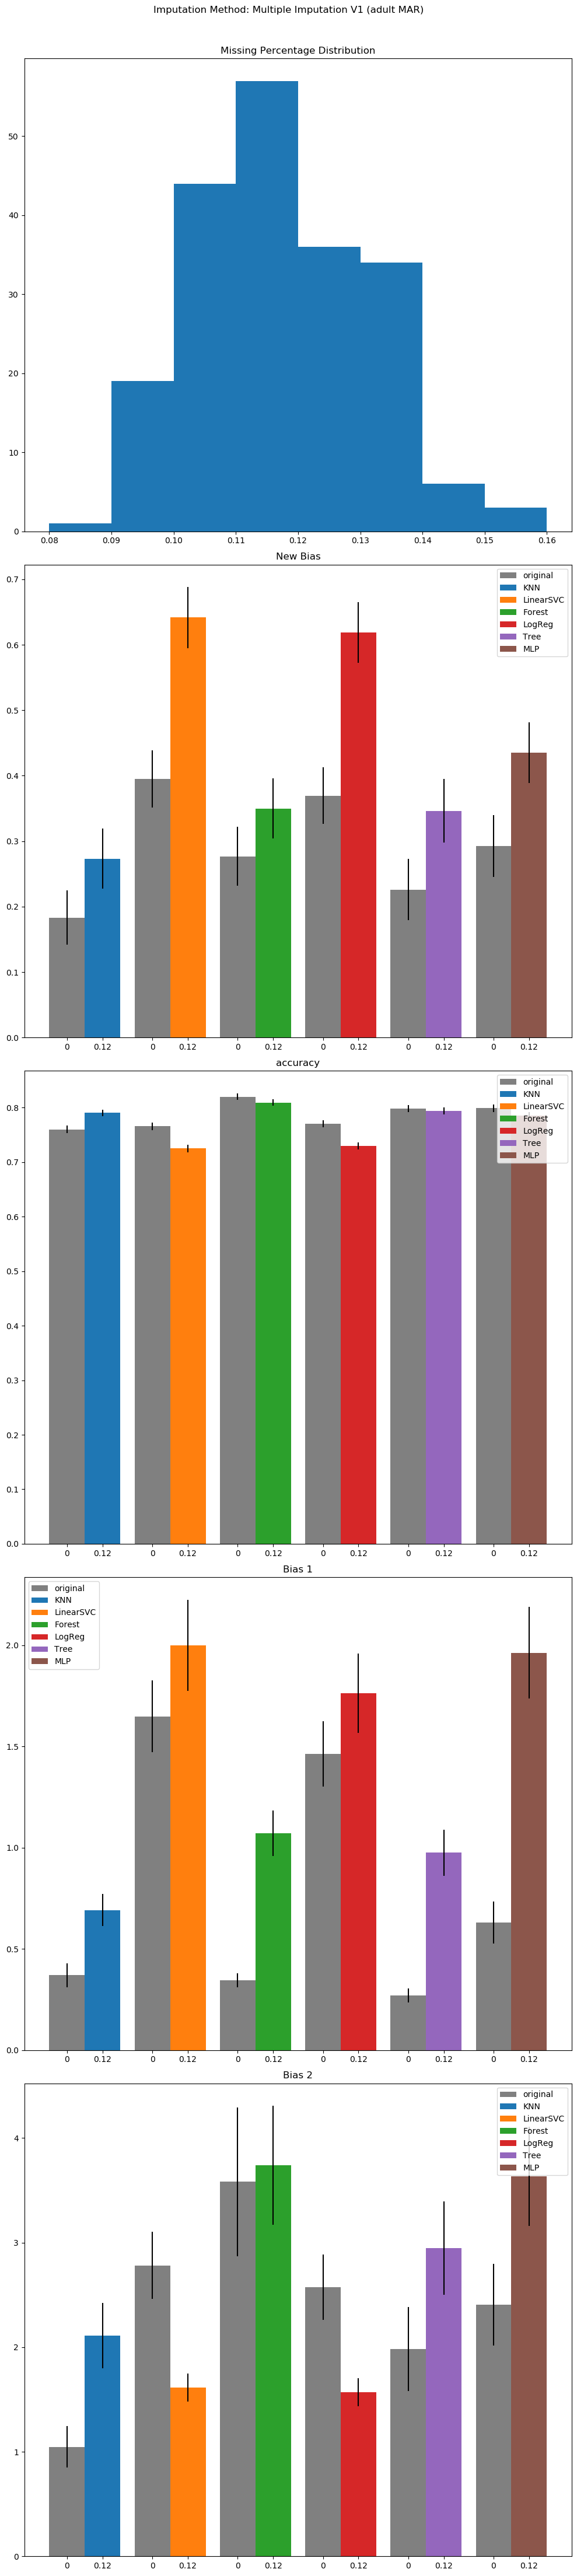 Imputation Method: Multiple Imputation V1 (adult MAR)
Missing Percentage Distribution
50
40
30
20
10
0
0.08 0.09 0.10 0.11 0.12 0.13 0.14 0.15 0.16
New Bias
original
KNN
LinearSVC
Forest
LogReg
Tree
MLP
0.7
0.6
0.5
0.4
0.3
0.2
0.1
0.0
0 0.12 0 0.12 0 0.12 0 0.12 0 0.12 0 0.12
accuracy
original
KNN
LinearSVC
Forest
LogReg
Tree
MLP
0.8
0.7
0.6
0.5
0.4
0.3
0.2
0.1
0.0
0 0.12 0 0.12 0 0.12 0 0.12 0 0.12 0 0.12
Bias 1
original
KNN
LinearSVC
Forest
LogReg
Tree
MLP
2.0
1.5
1.0
0.5
0.0
0 0.12 0 0.12 0 0.12 0 0.12 0 0.12 0 0.12
Bias 2
original
KNN
LinearSVC
Forest
LogReg
Tree
MLP
4
3
2
1
0
0 0.12 0 0.12 0 0.12 0 0.12 0 0.12 0 0.12